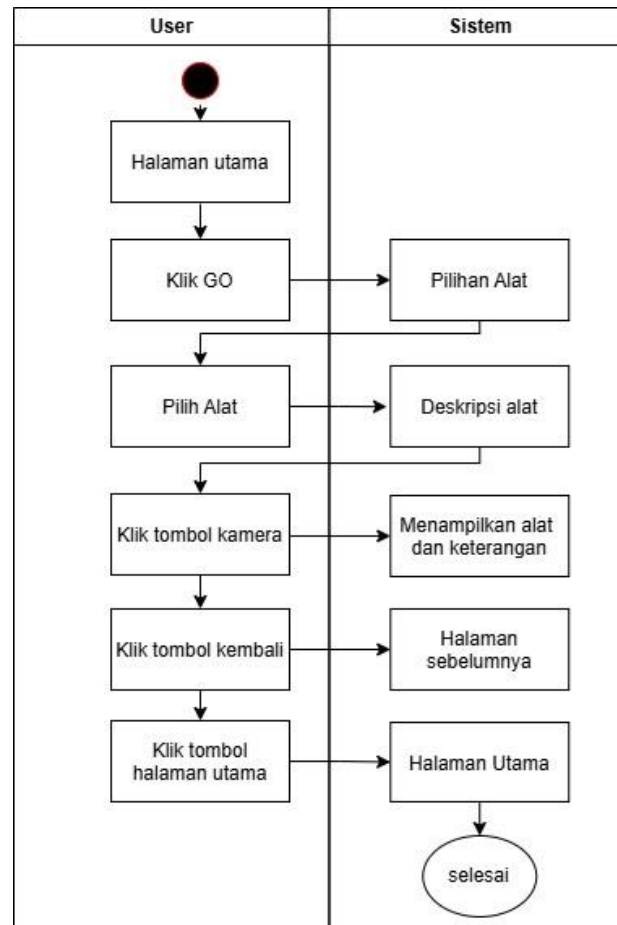 User
Sistem
Halaman utama
Klik GO
Pilihan Alat
Pilih Alat
Deskripsi alat
Klik tombol kamera
Menampilkan alat
dan keterangan
Klik tombol kembali
Halaman
sebelumnya
Klik tombol
halaman utama
Halaman Utama
selesai